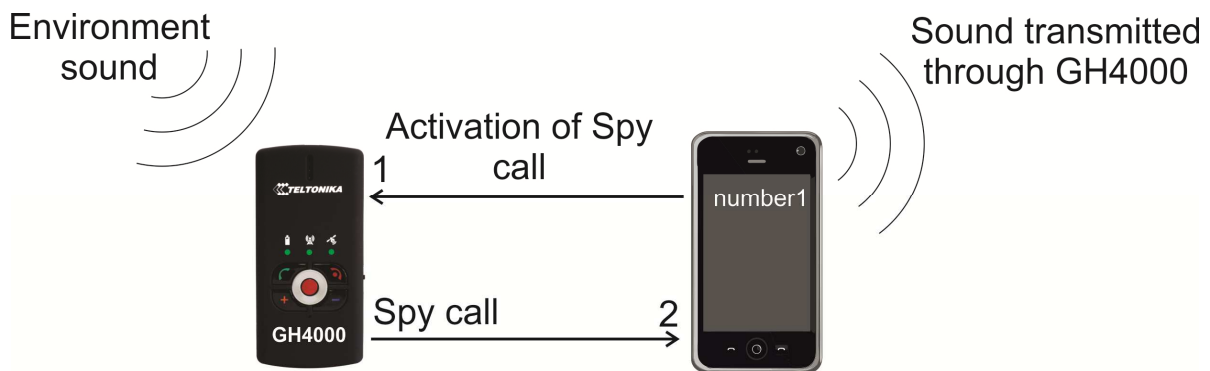 Environment
sound
Sound transmitted
through GH4000
Activation of Spy
call
1
TELTONIKA
number1
Spy call
2
GH4000